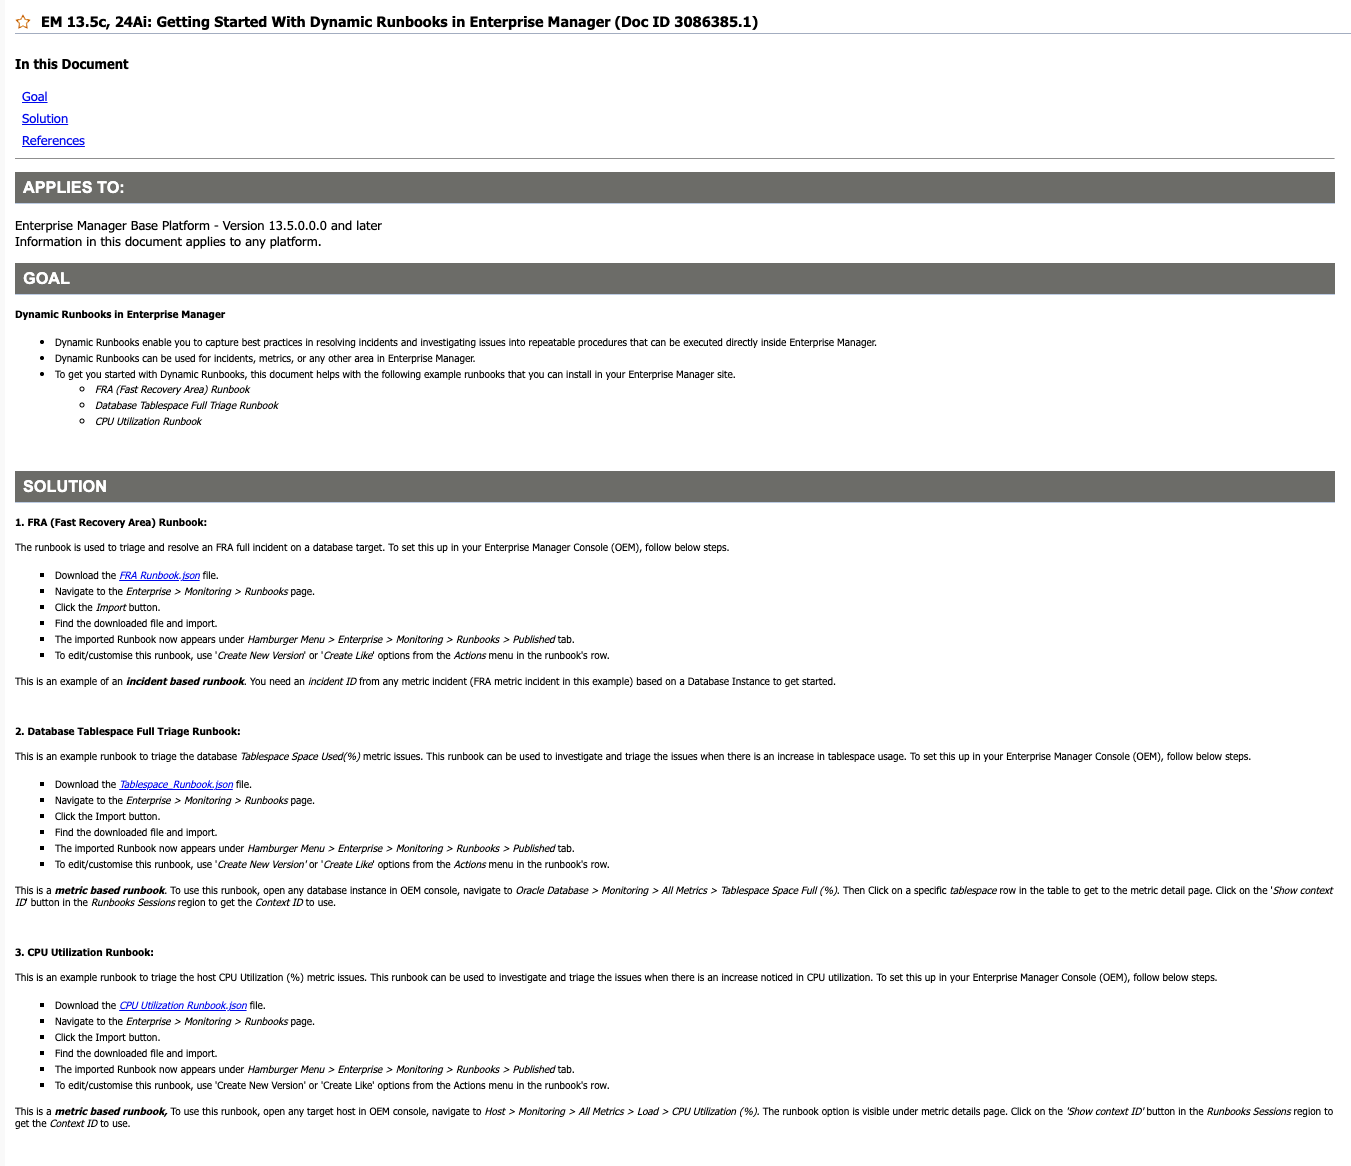 EM 13.5c, 24Ai: Getting Started With Dynamic Runbooks in Enterprise Manager (Doc ID 3086385.1)
In this Document
Goal
Solution
References
APPLIES TO:
Enterprise Manager Base Platform - Version 13.5.0.0.0 and later
Information in this document applies to any platform.
GOAL
Dynamic Runbooks in Enterprise Manager
Dynamic Runbooks enable you to capture best practices in resolving incidents and investigating issues into repeatable procedures that can be executed directly inside Enterprise Manager.
Dynamic Runbooks can be used for incidents, metrics, or any other area in Enterprise Manager.
To get you started with Dynamic Runbooks, this document helps with the following example runbooks that you can install in your Enterprise Manager site.
FRA (Fast Recovery Area) Runbook
Database Tablespace Full Triage Runbook
CPU Utilization Runbook
SOLUTION
1. FRA (Fast Recovery Area) Runbook:
The runbook is used to triage and resolve an FRA full incident on a database target. To set this up in your Enterprise Manager Console (OEM), follow below steps.
Download the FRA Runbook.json file.
Navigate to the Enterprise > Monitoring > Runbooks page.
Click the Import button.
Find the downloaded file and import.
The imported Runbook now appears under Hamburger Menu > Enterprise > Monitoring > Runbooks > Published tab.
To edit/customise this runbook, use 'Create New Version' or 'Create Like' options from the Actions menu in the runbook's row.
This is an example of an incident based runbook. You need an incident ID from any metric incident (FRA metric incident in this example) based on a Database Instance to get started.
2. Database Tablespace Full Triage Runbook:
This is an example runbook to triage the database Tablespace Space Used(%) metric issues. This runbook can be used to investigate and triage the issues when there is an increase in tablespace usage. To set this up in your Enterprise Manager Console (OEM), follow below steps.
Download the Tablespace_Runbook.json file.
Navigate to the Enterprise > Monitoring > Runbooks page.
Click the Import button.
Find the downloaded file and import.
The imported Runbook now appears under Hamburger Menu > Enterprise > Monitoring > Runbooks > Published tab.
To edit/customise this runbook, use 'Create New Version' or 'Create Like' options from the Actions menu in the runbook's row.
This is a metric based runbook. To use this runbook, open any database instance in OEM console, navigate to Oracle Database > Monitoring > All Metrics > Tablespace Space Full (%). Then Click on a specific tablespace row in the table to get to the metric detail page. Click on the 'Show context
ID' button in the Runbooks Sessions region to get the Context ID to use.
3. CPU Utilization Runbook:
This is an example runbook to triage the host CPU Utilization (%) metric issues. This runbook can be used to investigate and triage the issues when there is an increase noticed in CPU utilization. To set this up in your Enterprise Manager Console (OEM), follow below steps.
Download the CPU Utilization Runbook.json file.
Navigate to the Enterprise > Monitoring > Runbooks page.
Click the Import button.
Find the downloaded file and import.
The imported Runbook now appears under Hamburger Menu > Enterprise > Monitoring > Runbooks > Published tab.
To edit/customise this runbook, use 'Create New Version' or 'Create Like' options from the Actions menu in the runbook's row.
This is a metric based runbook, To use this runbook, open any target host in OEM console, navigate to Host > Monitoring > All Metrics > Load > CPU Utilization (%). The runbook option is visible under metric details page. Click on the 'Show context ID' button in the Runbooks Sessions region to
get the Context ID to use.